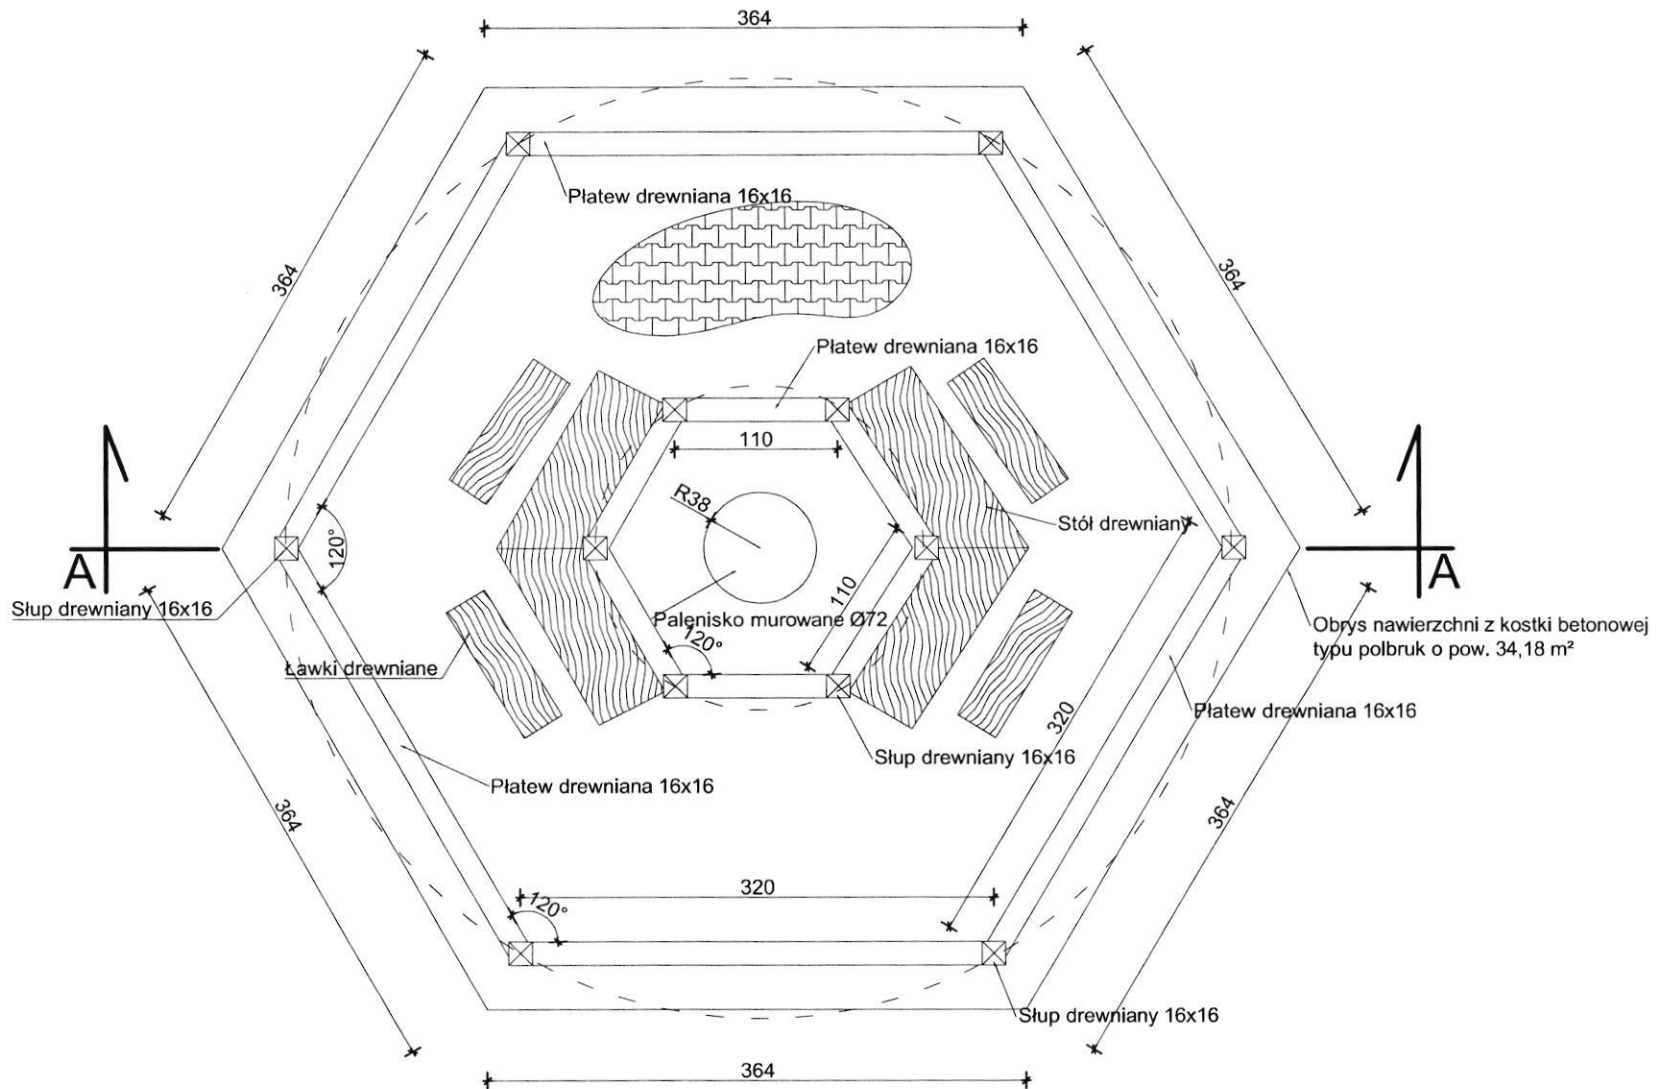 364
364
364
Płatew drewniana 16x16
Płatew drewniana 16x16
110
R38
Stół drewniany
120°
A
A
Słup drewniany 16x16
110
Palenisko murowane Ø72
120°
Obrys nawierzchni z kostki betonowej
typu polbruk o pow. 34,18 m²
Ławki drewniane
320
Płatew drewniana 16x16
Słup drewniany 16x16
Płatew drewniana 16x16
364
364
320
120°
Słup drewniany 16x16
364